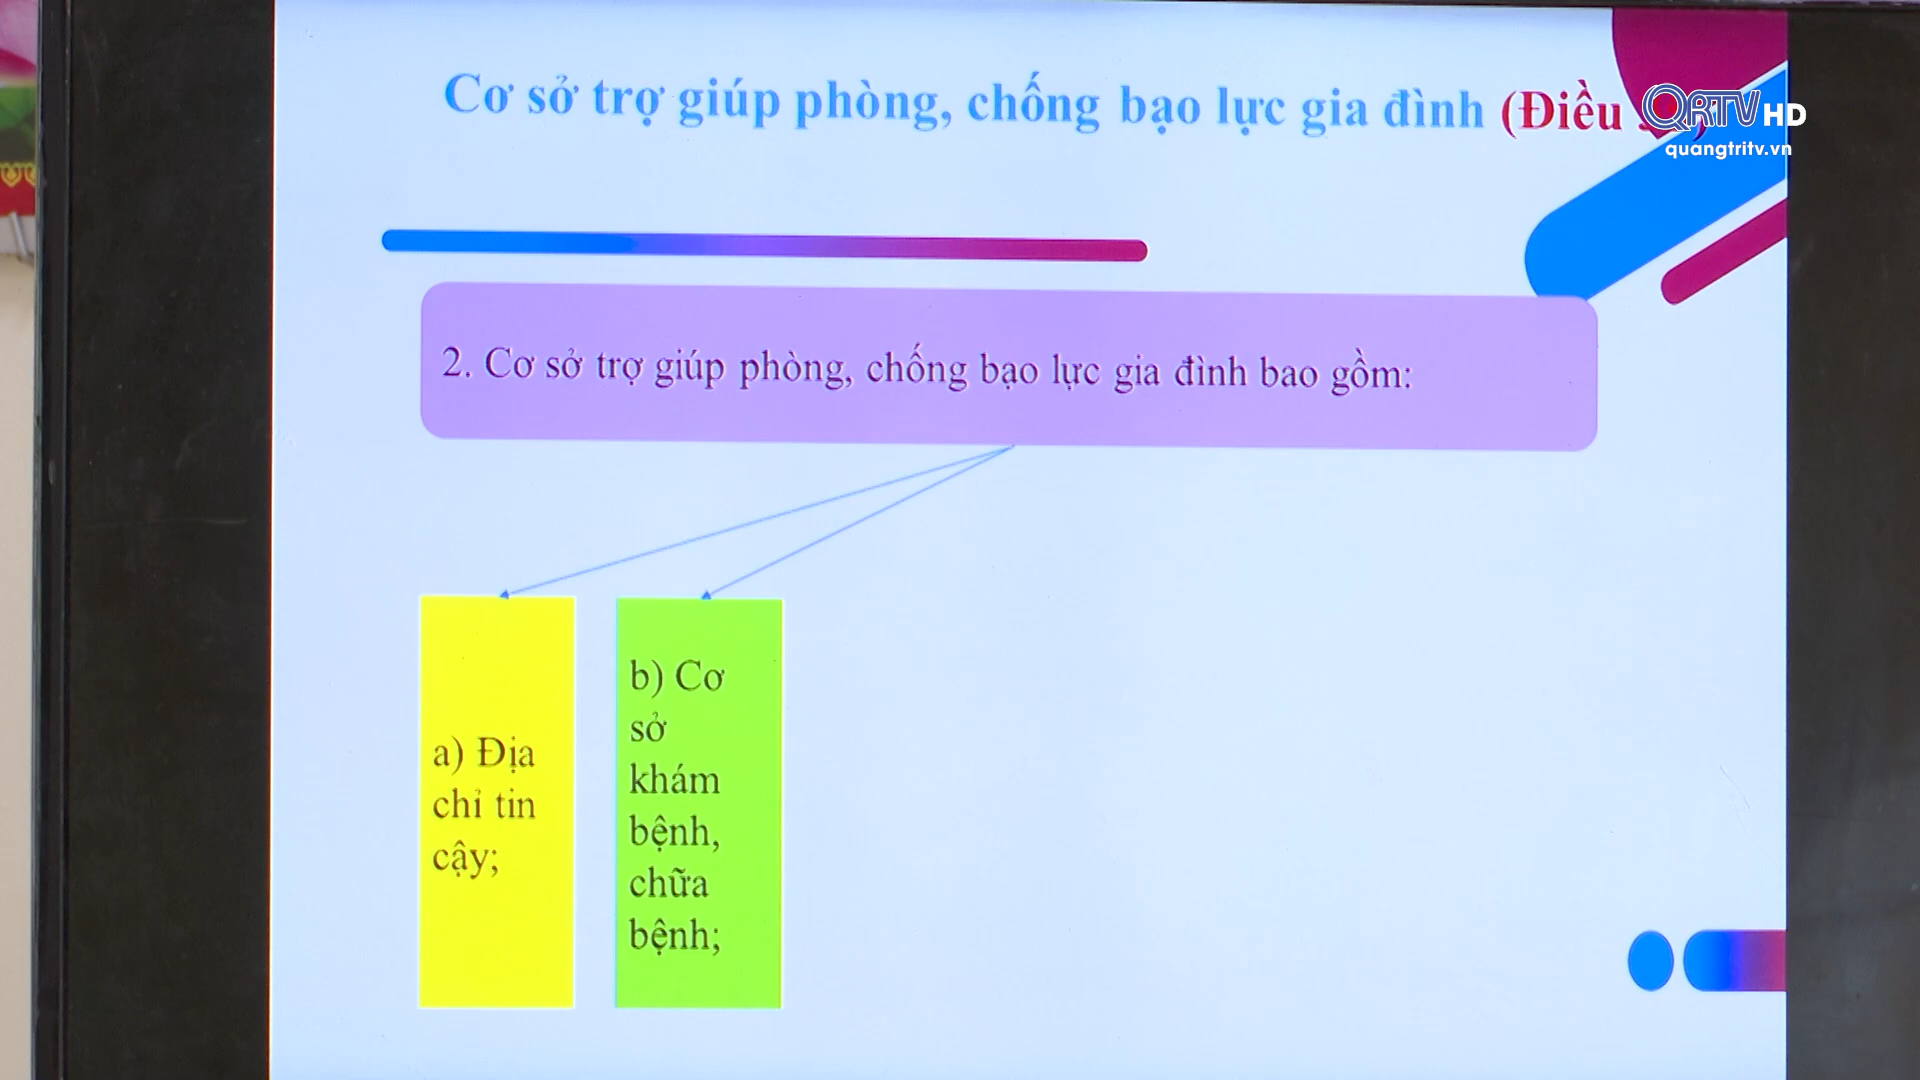 Cơ sở trợ giúp phòng, chống bạo lực gia đình (Điều
QRTV HD
quangtritv.vn
2. Cơ sở trợ giúp phòng, chống bạo lực gia đình bao gồm:
a) Địa
chỉ tin
cậy;
b) Cơ
sở
khám
bệnh,
chữa
bệnh;